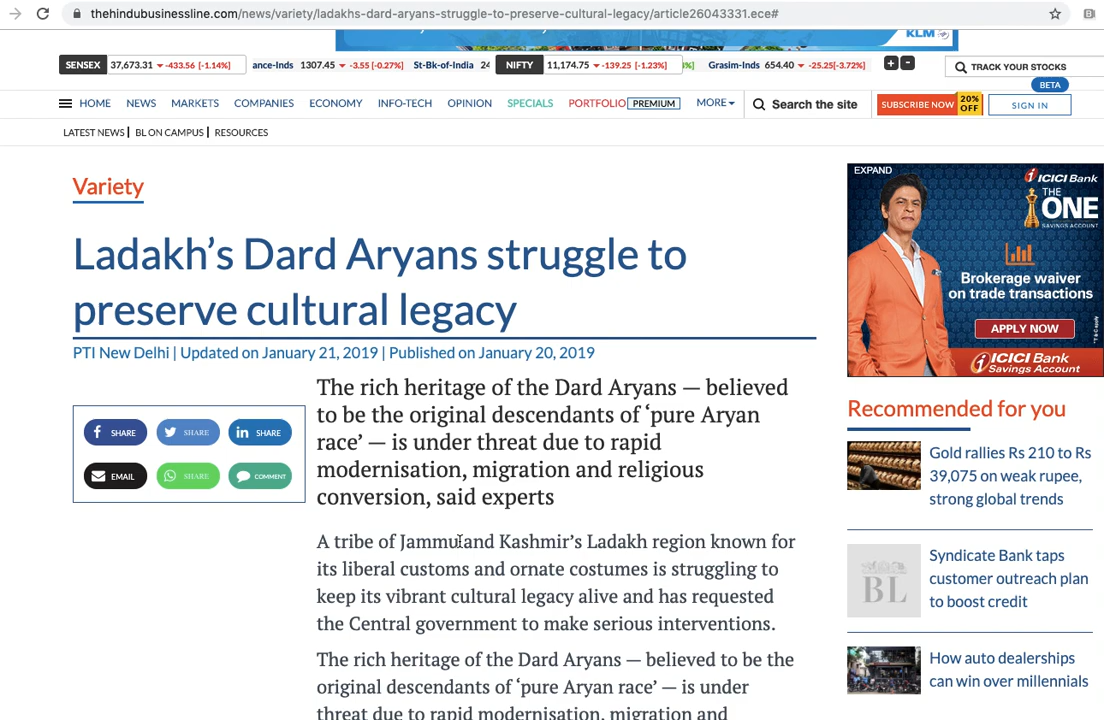 thehindubusinessline.com/news/variety/ladakhs-dard-aryans-struggle-to-preserve-cultural-legacy/article26043331.ece#
KLM
SENSEX 37,673.31 -433.56 [-1.14%] ance-Inds 1307.45 -3.55 [-0.27%] St-Bk-of-India 24 NIFTY 11,174.75 -139.25 [-1.23%] Grasim-Inds 654.40 -25.25[-3.72%] + - TRACK YOUR STOCKS
BETA
HOME NEWS MARKETS COMPANIES ECONOMY INFO-TECH OPINION SPECIALS PORTFOLIO PREMIUM MORE Search the site SUBSCRIBE NOW 20% OFF SIGN IN
LATEST NEWS | BL ON CAMPUS | RESOURCES
Variety
Ladakh’s Dard Aryans struggle to
preserve cultural legacy
PTI New Delhi | Updated on January 21, 2019 | Published on January 20, 2019
SHARE SHARE SHARE
EMAIL SHARE COMMENT
The rich heritage of the Dard Aryans — believed
to be the original descendants of ‘pure Aryan
race’ — is under threat due to rapid
modernisation, migration and religious
conversion, said experts
A tribe of Jammu and Kashmir’s Ladakh region known for
its liberal customs and ornate costumes is struggling to
keep its vibrant cultural legacy alive and has requested
the Central government to make serious interventions.
The rich heritage of the Dard Aryans — believed to be the
original descendants of ‘pure Aryan race’ — is under
threat due to rapid modernisation, migration and
EXPAND
ICICI Bank
THE
ONE
SAVINGS ACCOUNT
Brokerage waiver
on trade transactions
APPLY NOW
ICICI Bank
Savings Account
Recommended for you
Gold rallies Rs 210 to Rs
39,075 on weak rupee,
strong global trends
BL
Syndicate Bank taps
customer outreach plan
to boost credit
How auto dealerships
can win over millennials